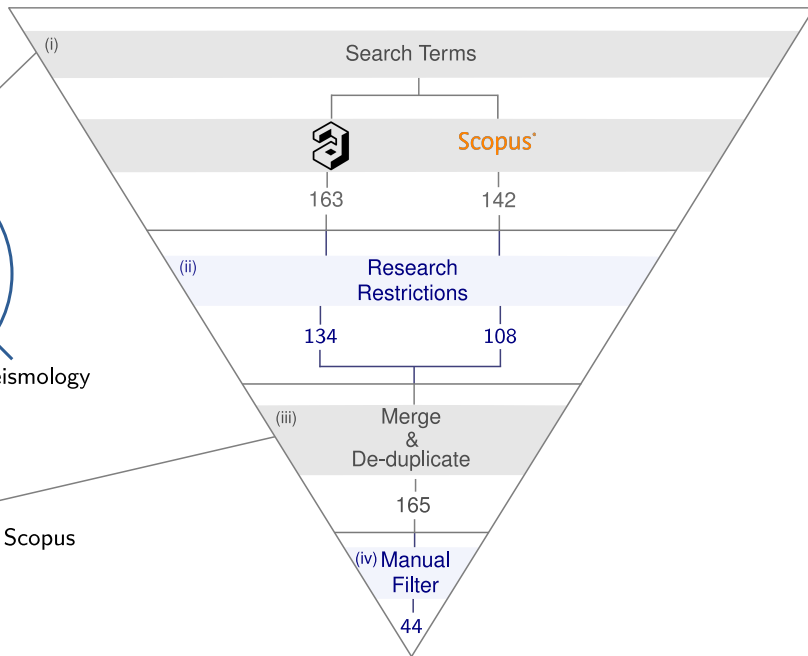 (i)
Search Terms
Scopus
163 142
(ii)
Research
Restrictions
134 108
eismology
(iii)
Merge
&
De-duplicate
165
Scopus
(iv) Manual
Filter
44